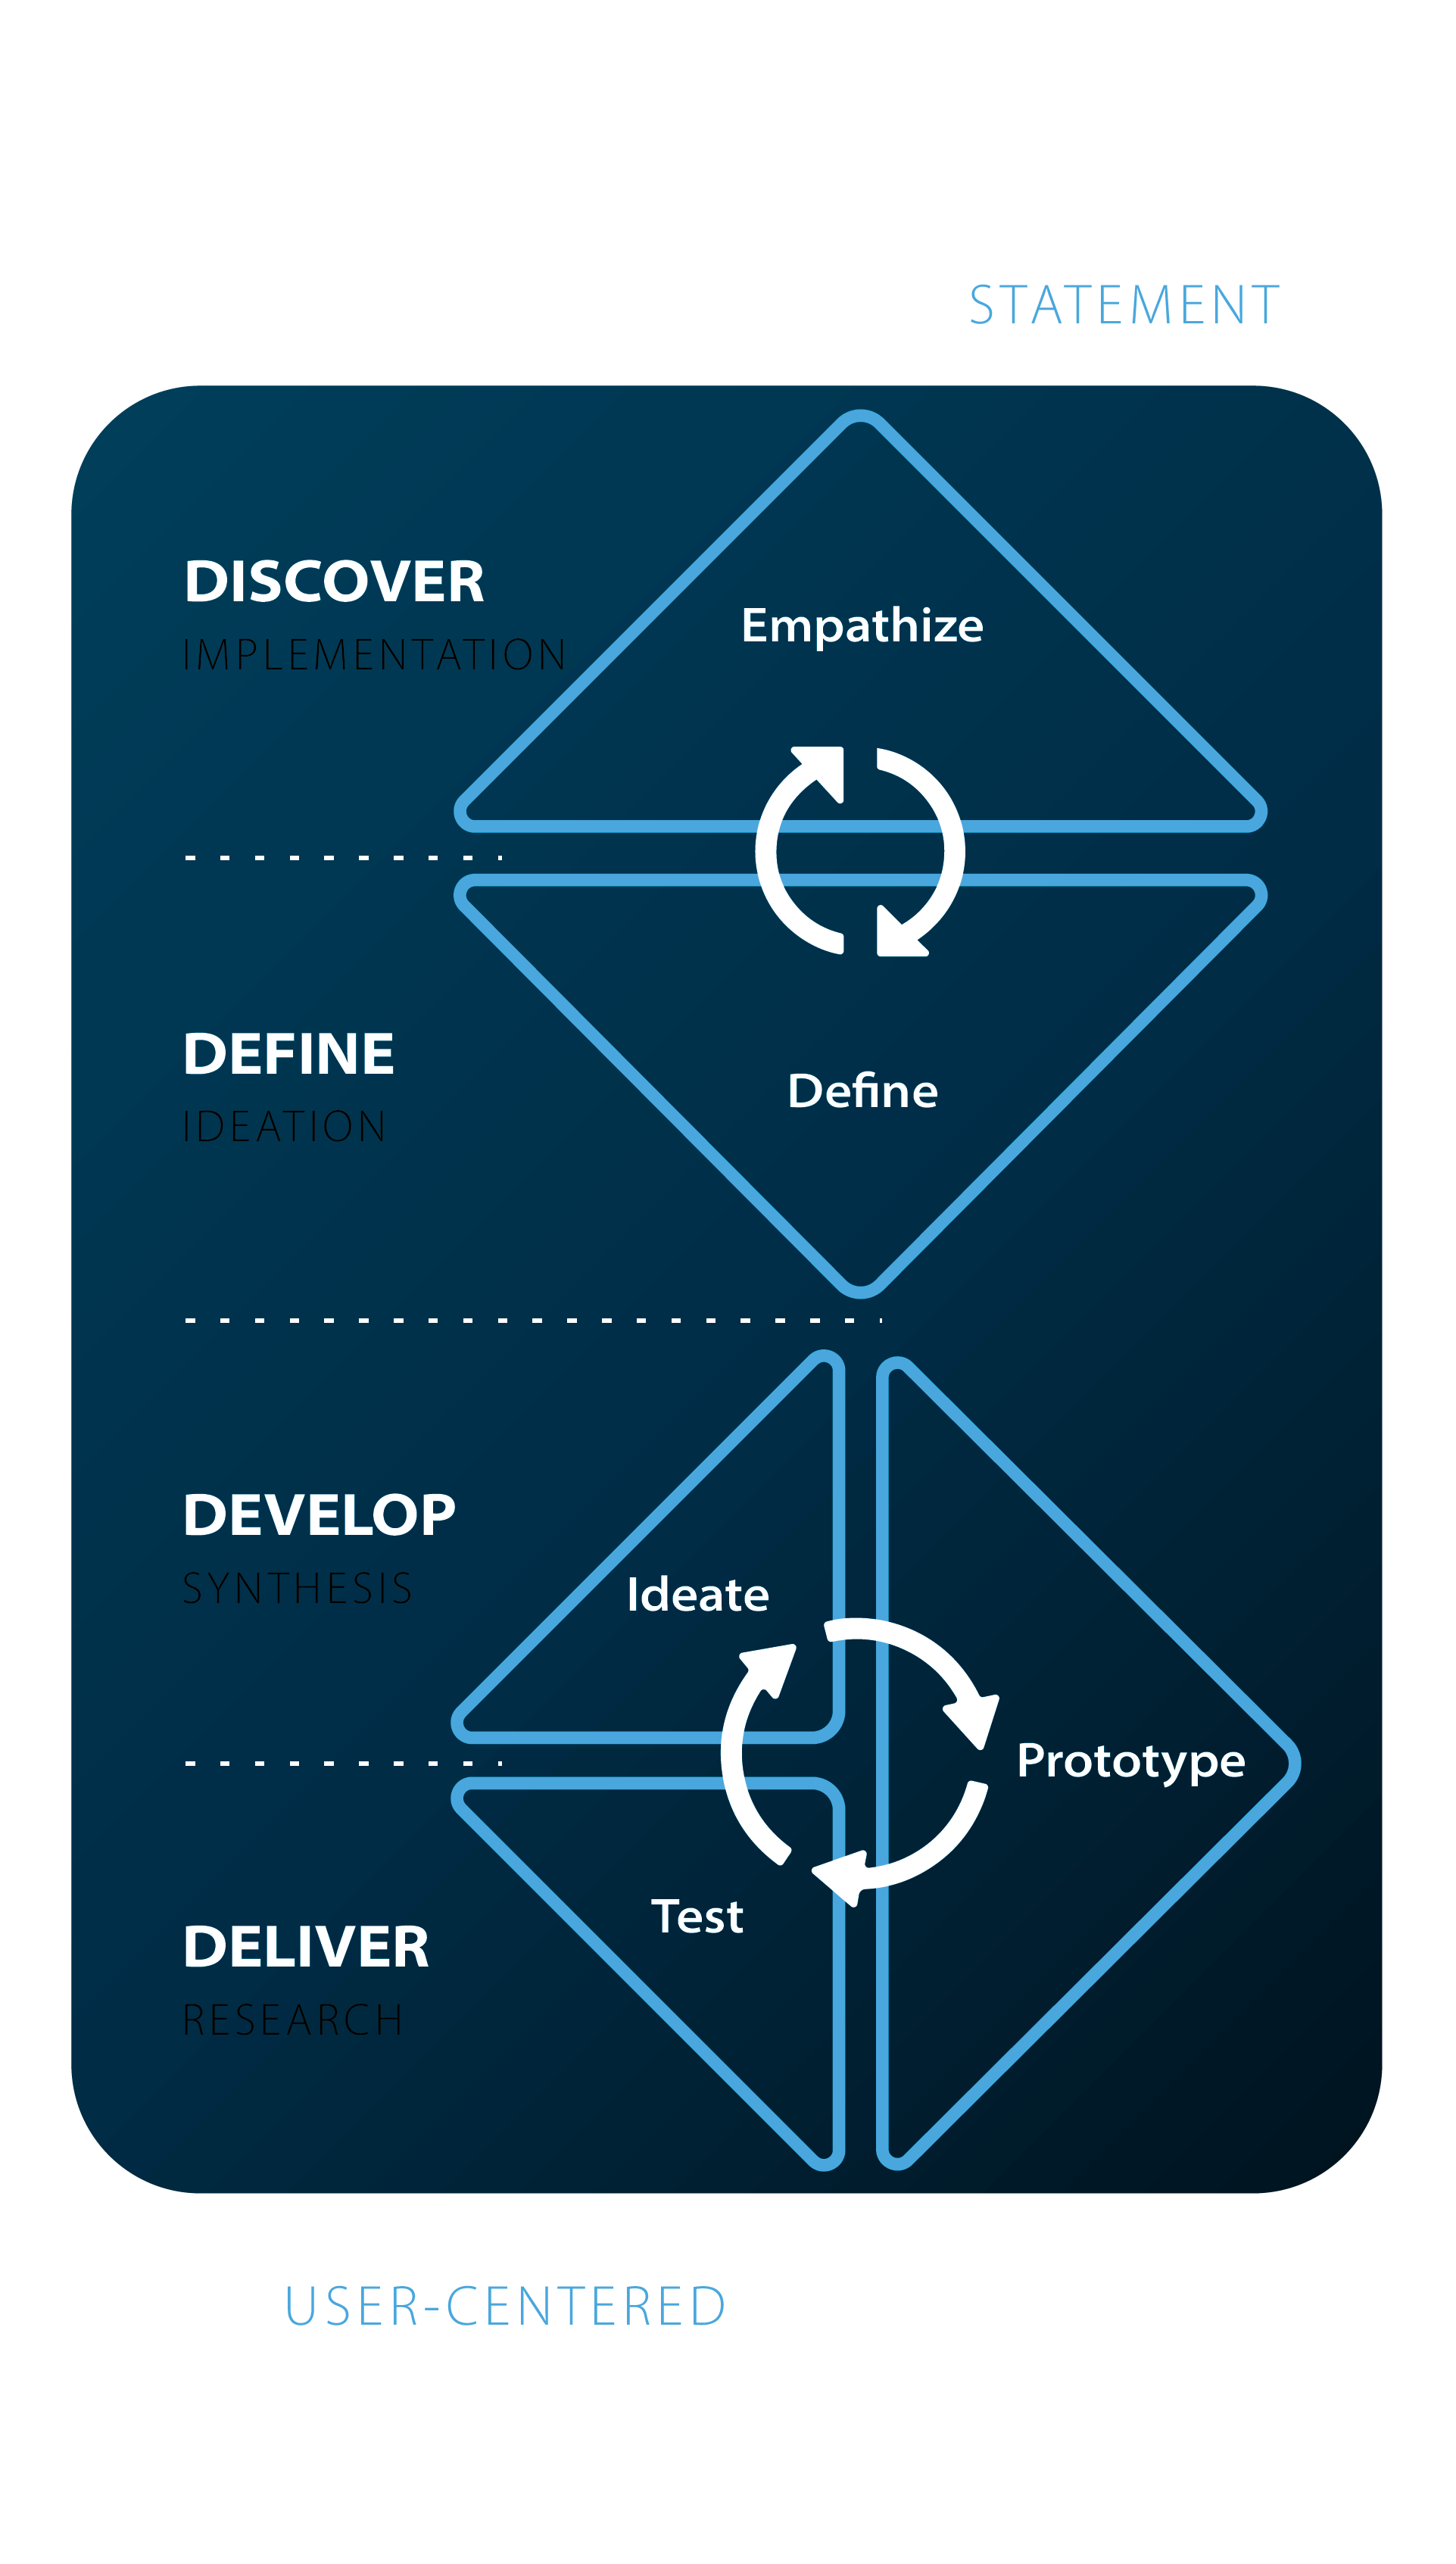 STATEMENT
DISCOVER
IMPLEMENTATION
Empathize
DEFINE
IDEATION
Define
DEVELOP
SYNTHESIS
Ideate
Prototype
Test
DELIVER
RESEARCH
USER-CENTERED